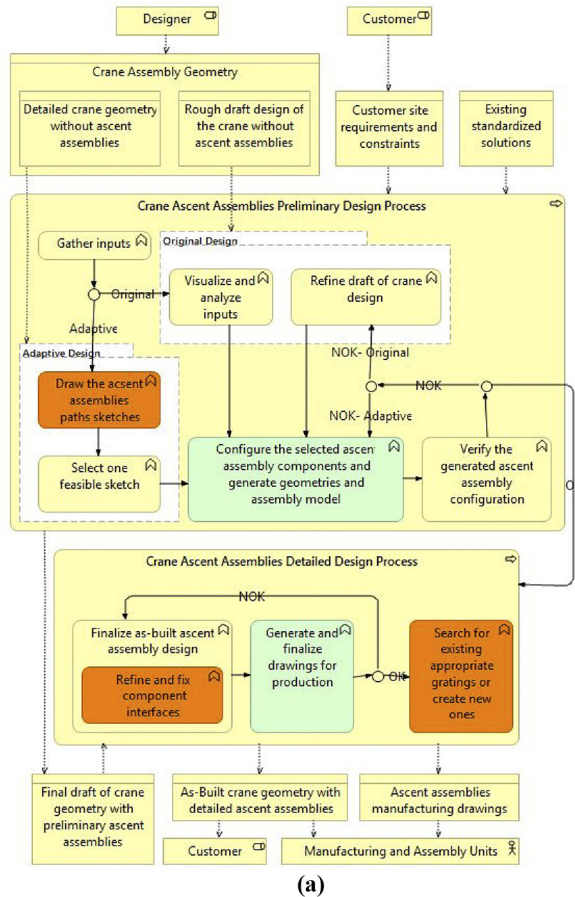 Designer
Customer
Crane Assembly Geometry
Detailed crane geometry
without ascent
assemblies
Rough draft design of
the crane without
ascent assemblies
Customer site
requirements and
constraints
Existing
standardized
solutions
Crane Ascent Assemblies Preliminary Design Process
Gather inputs
Original Design
Visualize and
analyze
inputs
Refine draft of crane
design
Original
Adaptive
NOK- Original
Adaptive Design
NOK
Draw the acsent
assemblies
paths sketches
NOK- Adaptive
Select one
feasible sketch
Configure the selected ascent
assembly components and
generate geometries and
assembly model
Verify the
generated ascent
assembly
configuration
O
Crane Ascent Assemblies Detailed Design Process
NOK
Finalize as-built ascent
assembly design
Refine and fix
component
interfaces
Generate and
finalize
drawings for
production
OK
Search for
existing
appropriate
gratings or
create new
ones
Final draft of crane
geometry with
preliminary ascent
assemblies
As-Built crane geometry with
detailed ascent assemblies
Ascent assemblies
manufacturing drawings
Customer
Manufacturing and Assembly Units
(a)